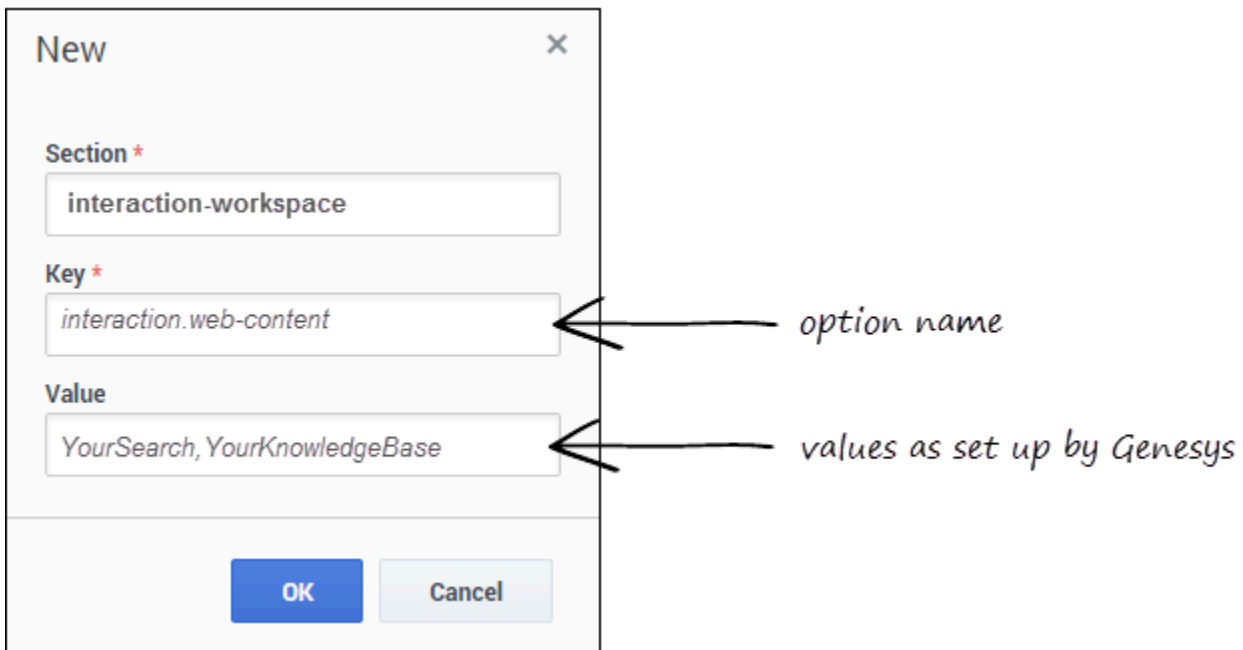 New ×
Section *
interaction-workspace
Key *
interaction.web-content
option name
Value
YourSearch,YourKnowledgeBase
values as set up by Genesys
OK Cancel